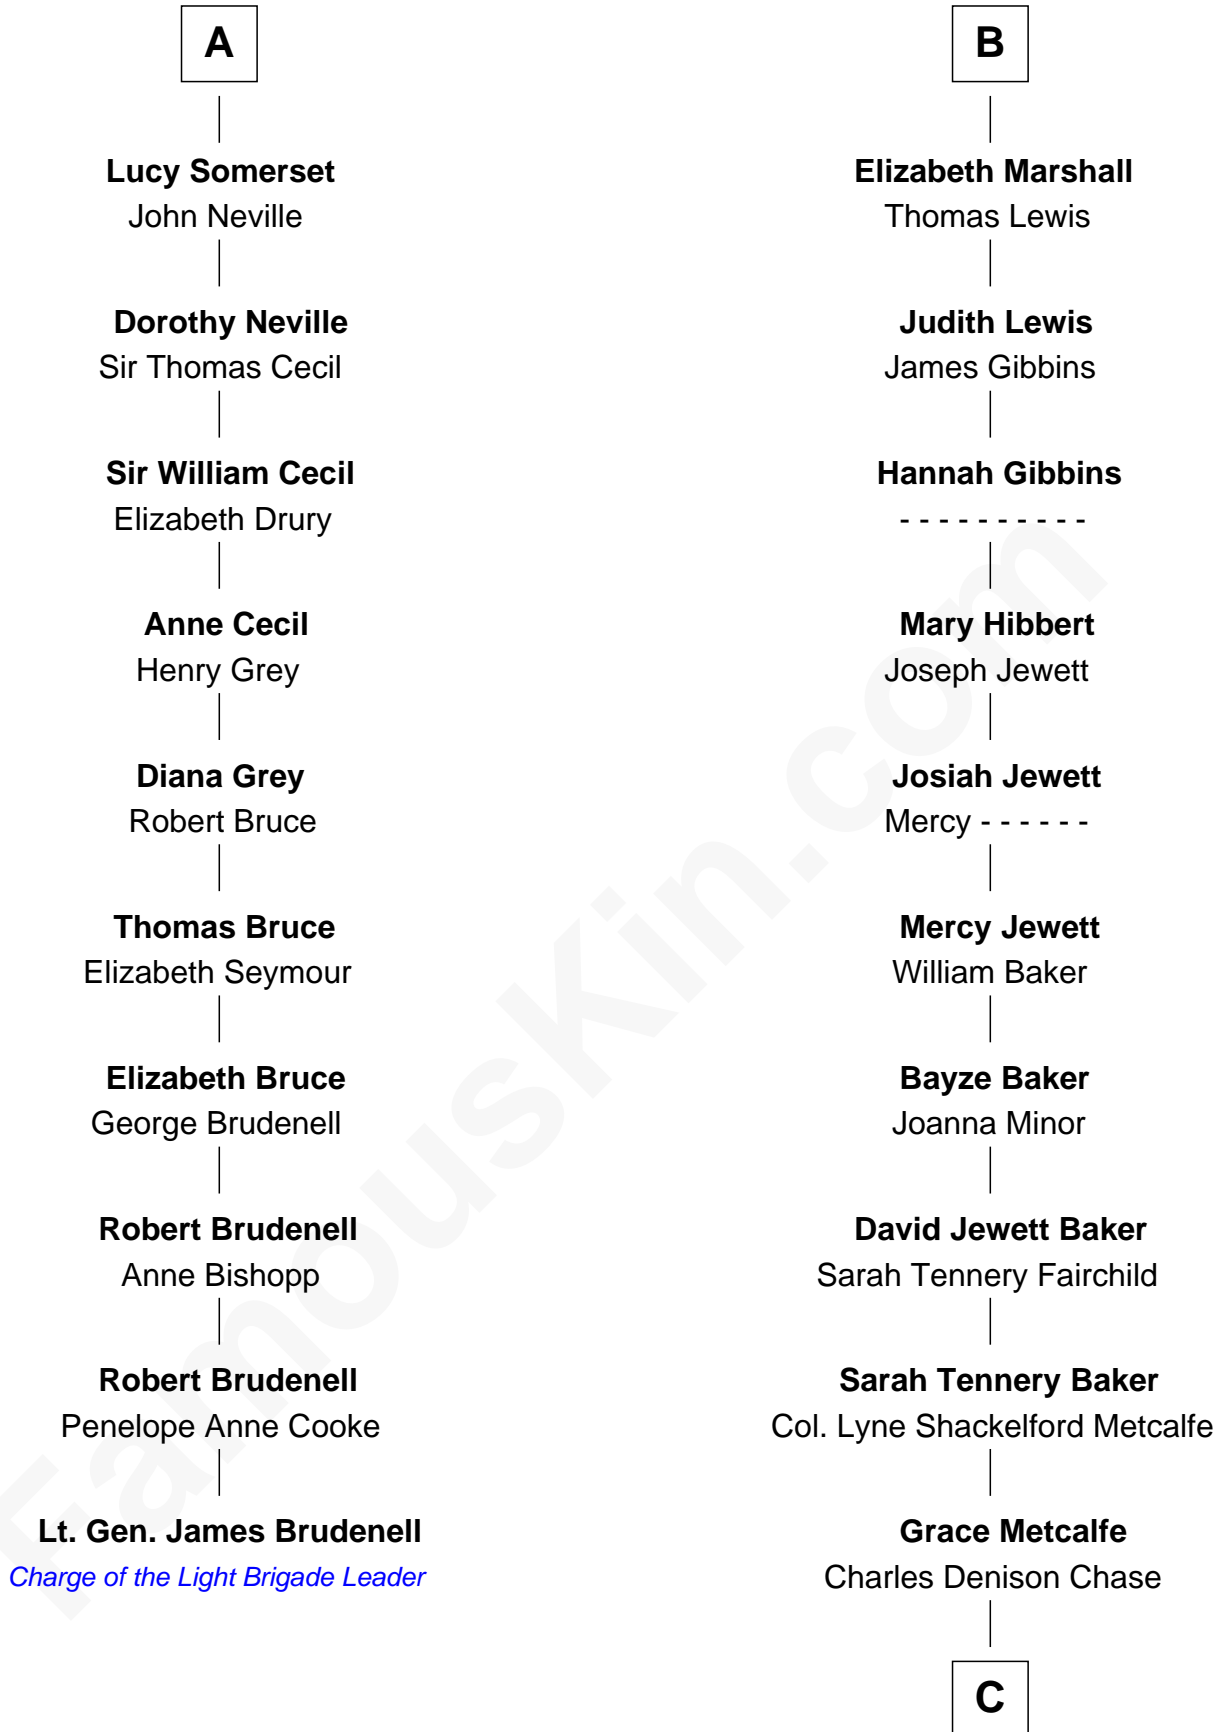 A
Lucy Somerset
John Neville
Dorothy Neville
Sir Thomas Cecil
Sir William Cecil
Elizabeth Drury
Anne Cecil
Henry Grey
Diana Grey
Robert Bruce
Thomas Bruce
Elizabeth Seymour
Elizabeth Bruce
George Brudenell
Robert Brudenell
Anne Bishopp
Robert Brudenell
Penelope Anne Cooke
Lt. Gen. James Brudenell
Charge of the Light Brigade Leader
B
Elizabeth Marshall
Thomas Lewis
Judith Lewis
James Gibbins
Hannah Gibbins
- - - - - - - - - -
Mary Hibbert
Joseph Jewett
Josiah Jewett
Mercy - - - - - -
Mercy Jewett
William Baker
Bayze Baker
Joanna Minor
David Jewett Baker
Sarah Tennery Fairchild
Sarah Tennery Baker
Col. Lyne Shackelford Metcalfe
Grace Metcalfe
Charles Denison Chase
C
FamousKin.com